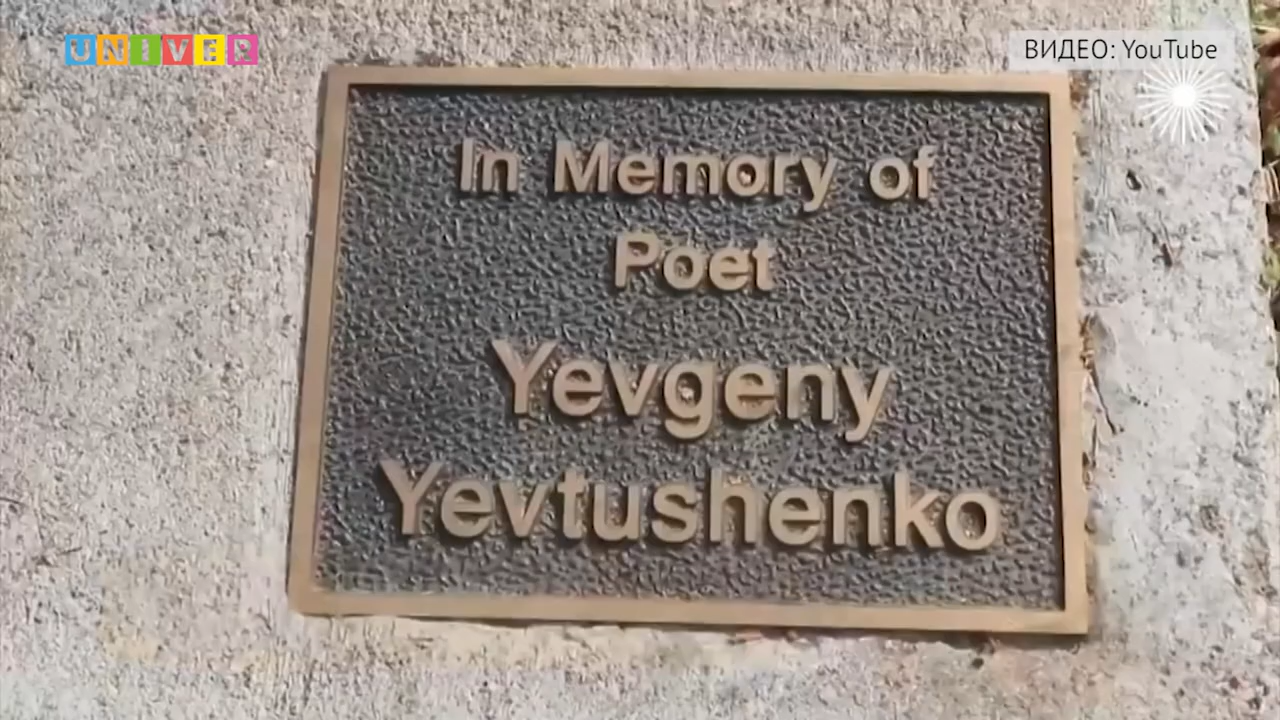 UNIVER
ВИДЕО: YouTube
In Memory of
Poet
Yevgeny
Yevtushenko